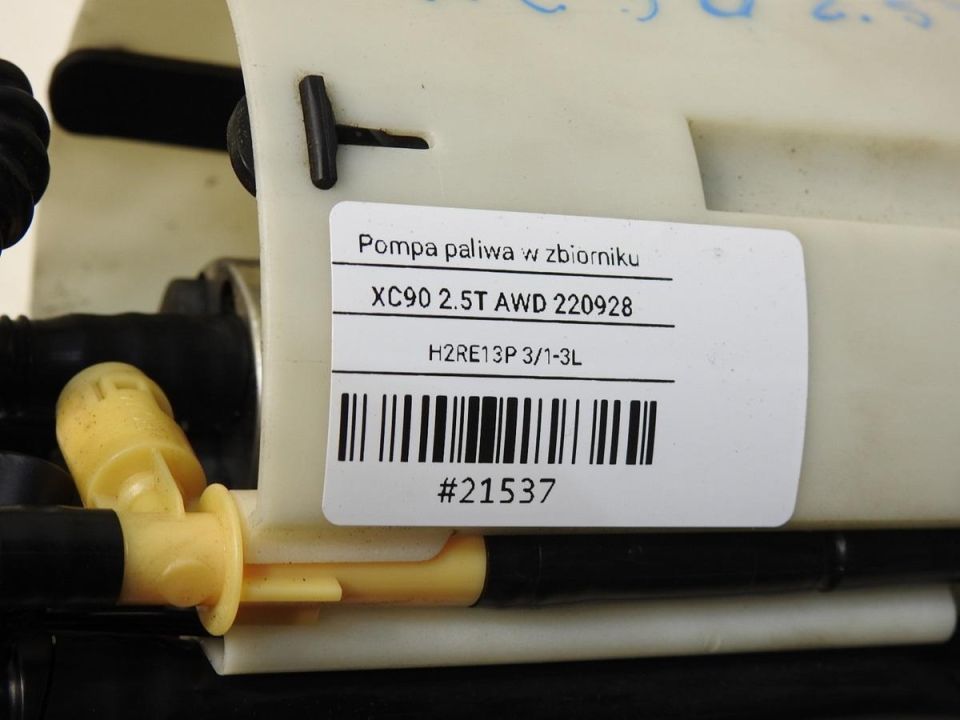 Pompa paliwa w zbiorniku
XC90 2.5T AWD 220928
H2RE13P 3/1-3L
#21537